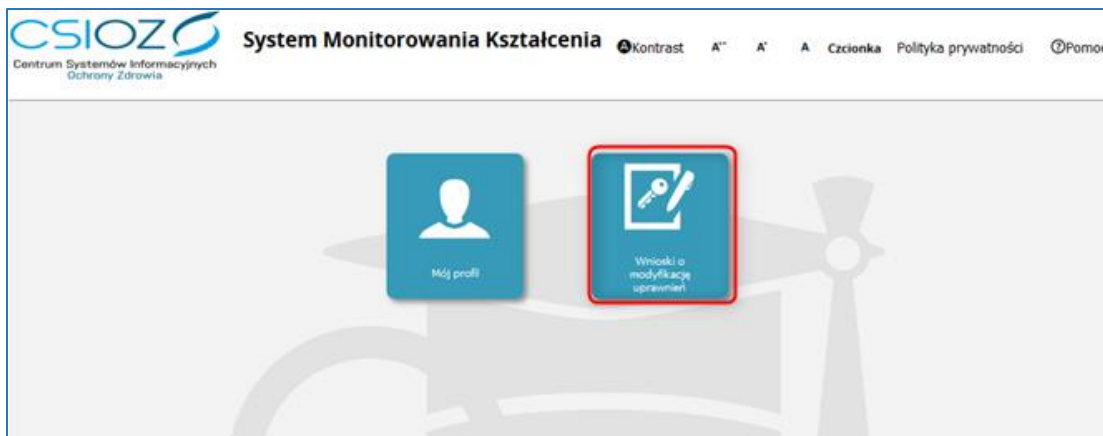 CSIOZ
Centrum Systemów Informacyjnych
Ochrony Zdrowia
System Monitorowania Kształcenia
A Kontrast A++ A+ A Czcionka Polityka prywatności ?Pomoc
Mój profil
Wnioski o
modyfikację
uprawnień